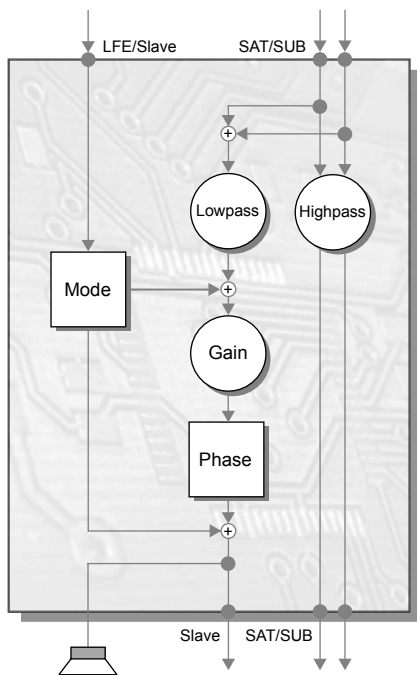 LFE/Slave
SAT/SUB
+
Lowpass
Highpass
Mode
+
Gain
Phase
+
Slave
SAT/SUB